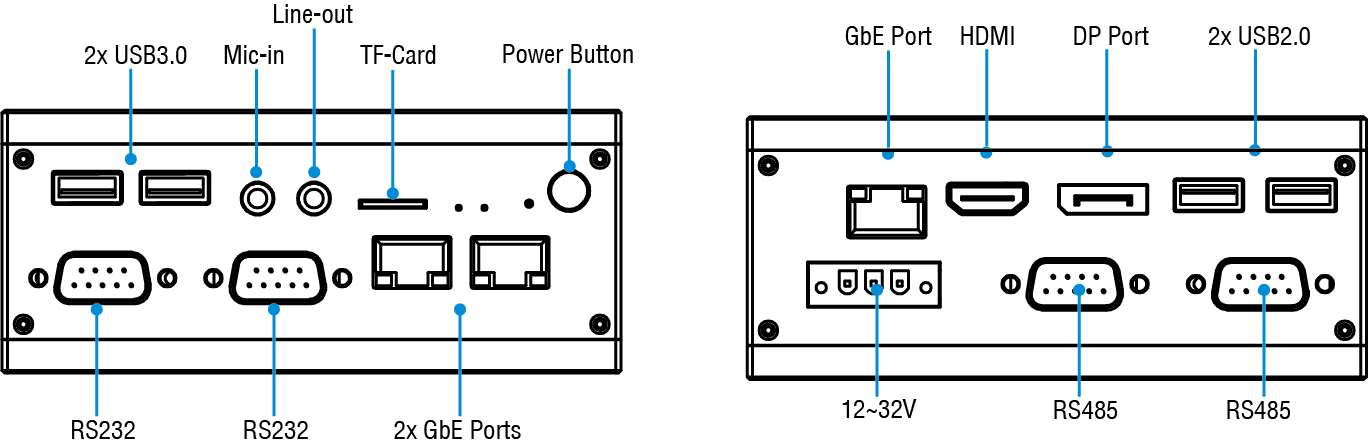 Line-out
2x USB3.0
Mic-in
TF-Card
Power Button
RS232
RS232
2x GbE Ports
GbE Port
HDMI
DP Port
2x USB2.0
12~32V
RS485
RS485